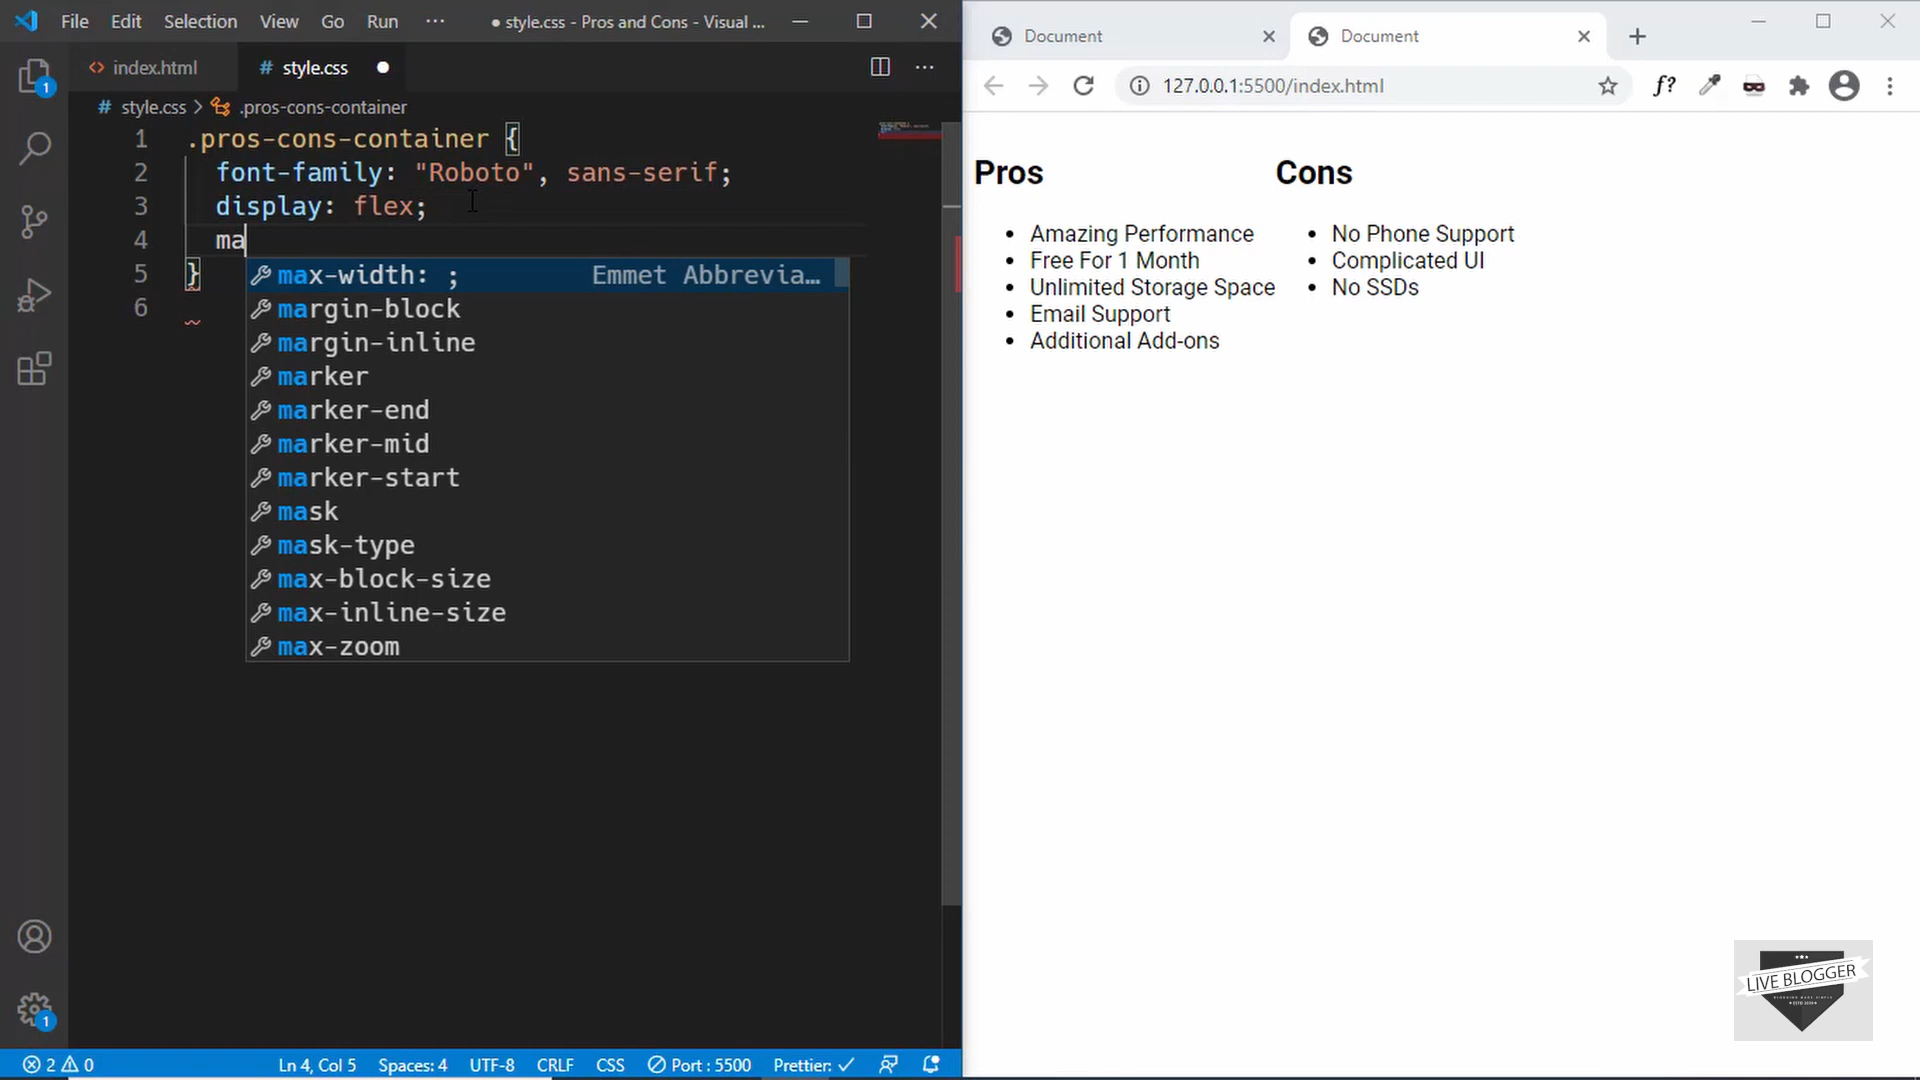 File Edit Selection View Go Run ··· ● style.css - Pros and Cons - Visual ...
index.html
style.css
style.css > .pros-cons-container
1 .pros-cons-container {
2 font-family: "Roboto", sans-serif;
3 display: flex;
4 ma
5 }
6
max-width: ; Emmet Abbrevia…
margin-block
margin-inline
marker
marker-end
marker-mid
marker-start
mask
mask-type
max-block-size
max-inline-size
max-zoom
1
1
2 0 Ln 4, Col 5 Spaces: 4 UTF-8 CRLF CSS Port : 5500 Prettier: ✓
Document
Document
127.0.0.1:5500/index.html
f?
Pros
• Amazing Performance
• Free For 1 Month
• Unlimited Storage Space
• Email Support
• Additional Add-ons
Cons
• No Phone Support
• Complicated UI
• No SSDs
LIVE BLOGGER